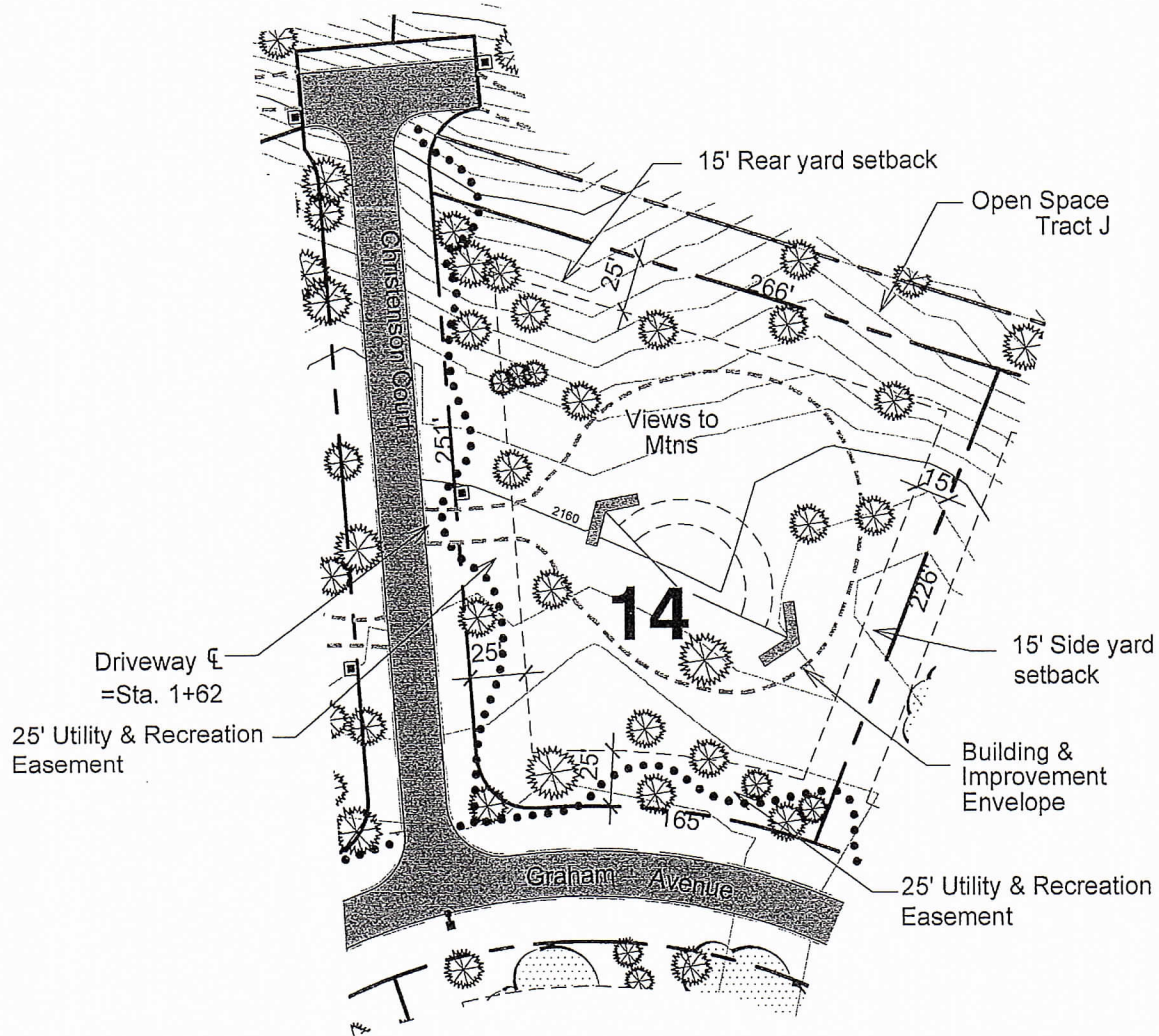 15' Rear yard setback
Open Space
Tract J
25'
266'
Christenson Court
251'
Views to
Mtns
15'
2160
14
226'
Driveway ℄
=Sta. 1+62
25'
15' Side yard
setback
25' Utility & Recreation
Easement
25'
Building &
Improvement
Envelope
165'
Graham Avenue
25' Utility & Recreation
Easement